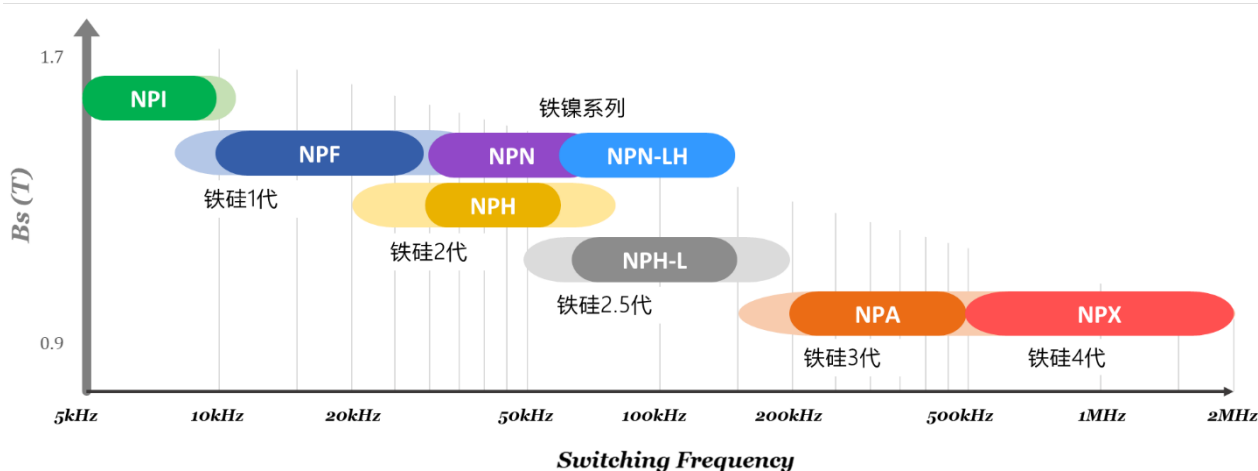 1.7
NPI
铁镍系列
NPF
NPN
NPN-LH
铁硅1代
NPH
铁硅2代
NPH-L
铁硅2.5代
NPA
NPX
铁硅3代
铁硅4代
0.9
Bs (T)
5kHz
10kHz
20kHz
50kHz
100kHz
200kHz
500kHz
1MHz
2MHz
Switching Frequency